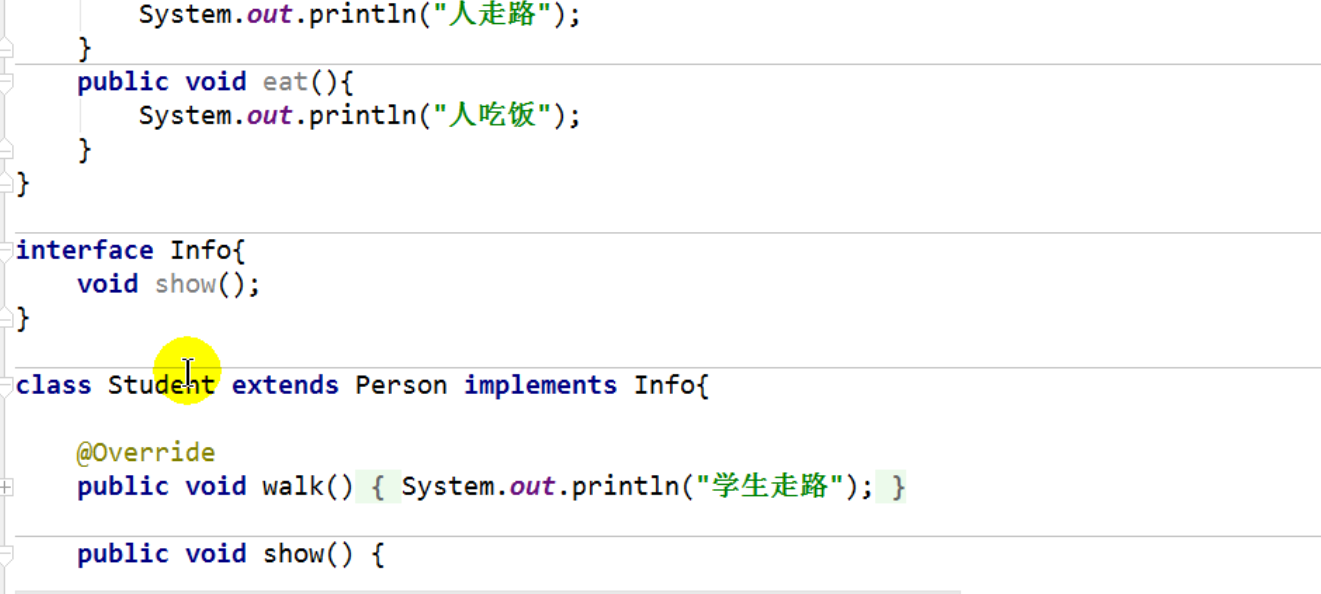 System.out.println("人走路");
    }
    public void eat(){
        System.out.println("人吃饭");
    }
}
interface Info{
    void show();
}
class Student extends Person implements Info{
    @Override
    public void walk() { System.out.println("学生走路"); }
    public void show() {